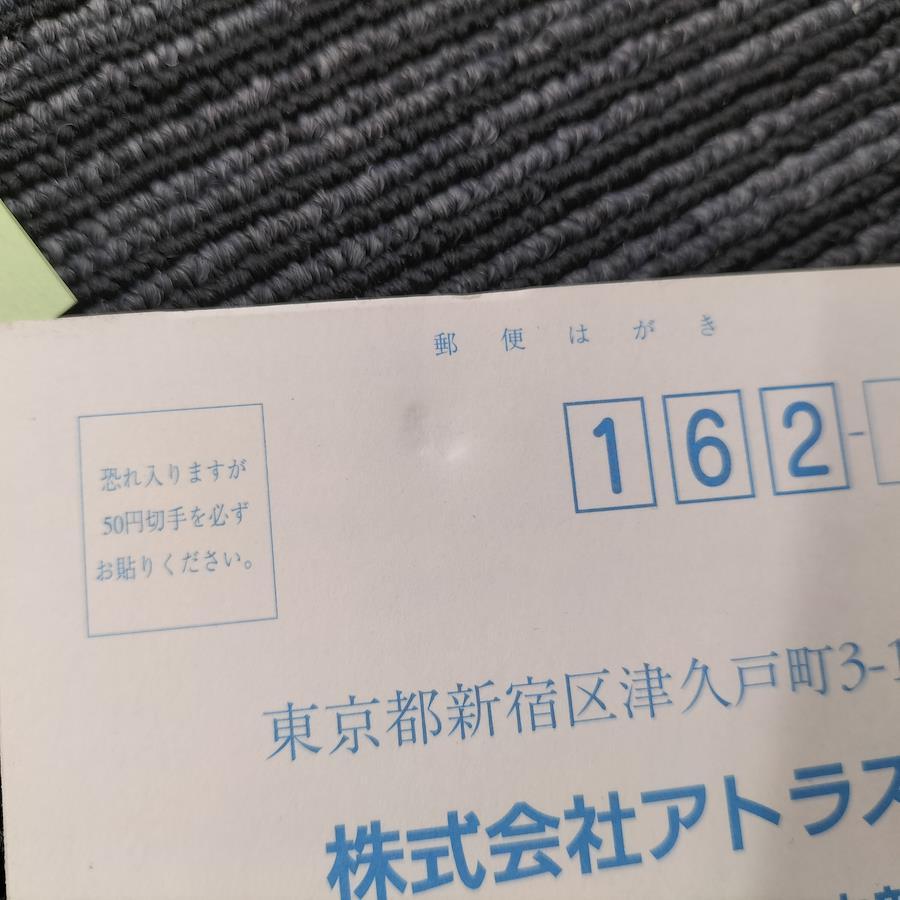 郵便はがき
恐れ入りますが
50円切手を必ず
お貼りください。
162-
東京都新宿区津久戸町3-1
株式会社アトラス